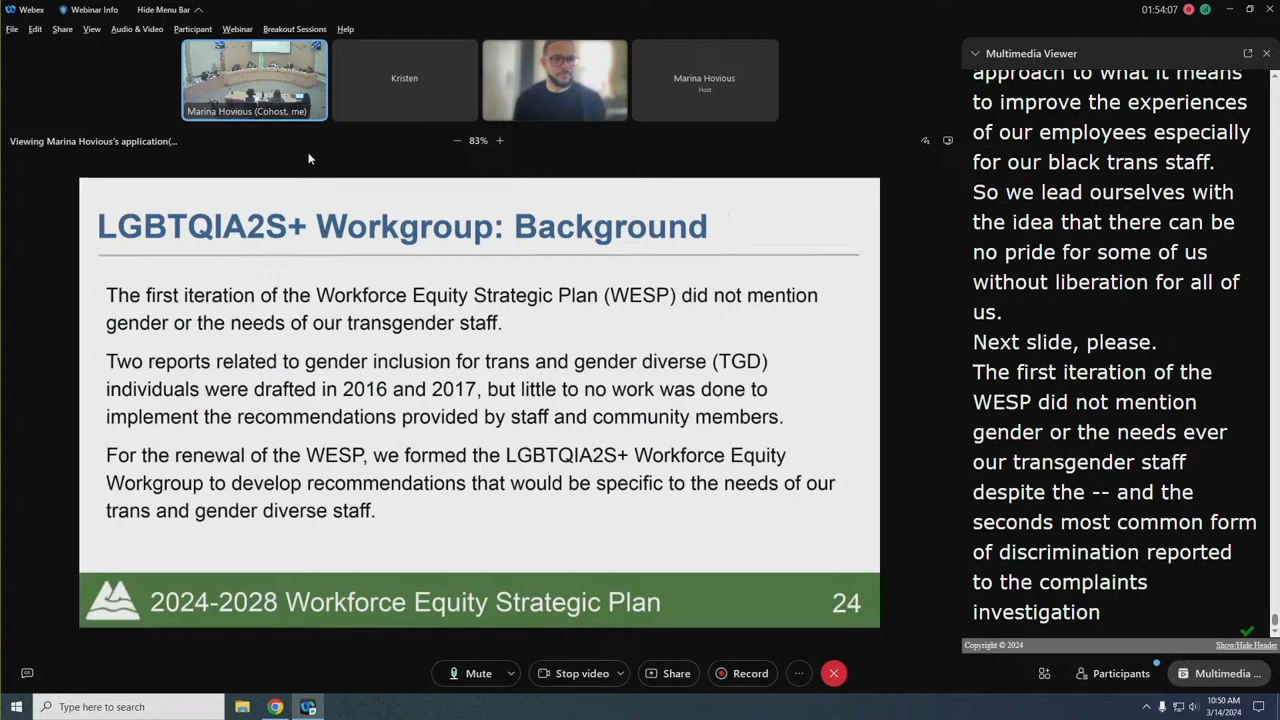 Webex
Webinar Info
Hide Menu Bar
01:54:07
File
Edit
Share
View
Audio & Video
Participant
Webinar
Breakout Sessions
Help
Marina Hovious (Cohost, me)
Kristen
Marina Hovious
Host
Viewing Marina Hovious's application(...
83%
LGBTQIA2S+ Workgroup: Background
The first iteration of the Workforce Equity Strategic Plan (WESP) did not mention
gender or the needs of our transgender staff.
Two reports related to gender inclusion for trans and gender diverse (TGD)
individuals were drafted in 2016 and 2017, but little to no work was done to
implement the recommendations provided by staff and community members.
For the renewal of the WESP, we formed the LGBTQIA2S+ Workforce Equity
Workgroup to develop recommendations that would be specific to the needs of our
trans and gender diverse staff.
2024-2028 Workforce Equity Strategic Plan
24
Multimedia Viewer
approach to what it means
to improve the experiences
of our employees especially
for our black trans staff.
So we lead ourselves with
the idea that there can be
no pride for some of us
without liberation for all of
us.
Next slide, please.
The first iteration of the
WESP did not mention
gender or the needs ever
our transgender staff
despite the -- and the
seconds most common form
of discrimination reported
to the complaints
investigation
Copyright © 2024
Show/Hide Header
Mute
Stop video
Share
Record
Participants
Multimedia ...
Type here to search
10:50 AM
3/14/2024